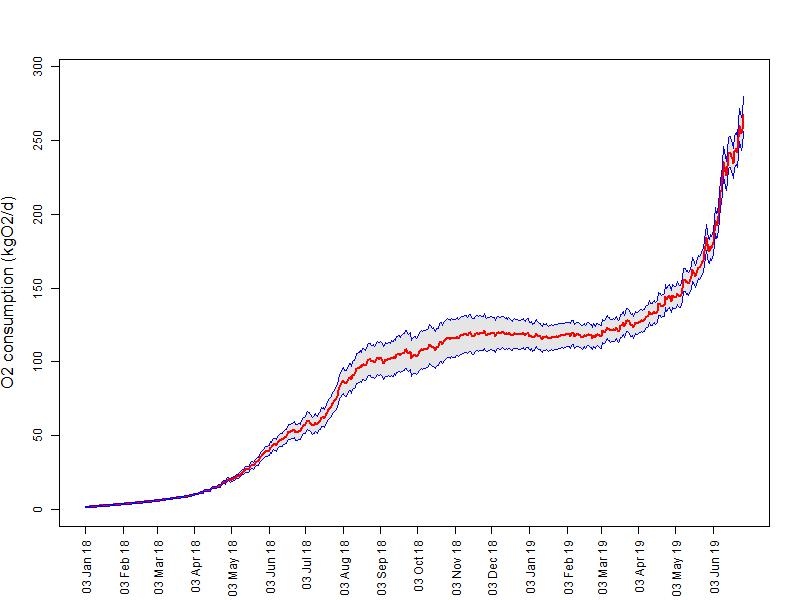 O2 consumption (kgO2/d)
300
250
200
150
100
50
0
03 Jan 18
03 Feb 18
03 Mar 18
03 Apr 18
03 May 18
03 Jun 18
03 Jul 18
03 Aug 18
03 Sep 18
03 Oct 18
03 Nov 18
03 Dec 18
03 Jan 19
03 Feb 19
03 Mar 19
03 Apr 19
03 May 19
03 Jun 19